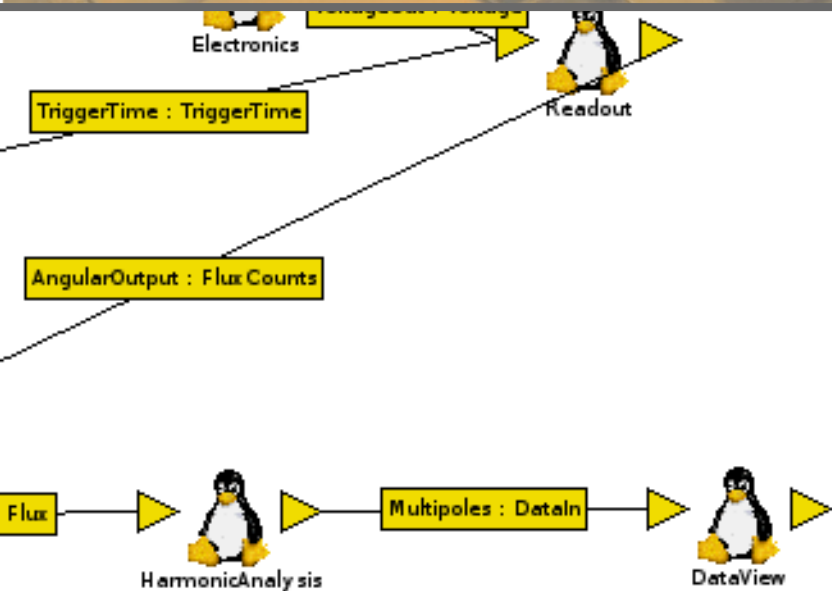 Electronics
TriggerTime : TriggerTime
Readout
AngularOutput : Flux Counts
Flux
Multipoles : DataIn
HarmonicAnalysis
DataView